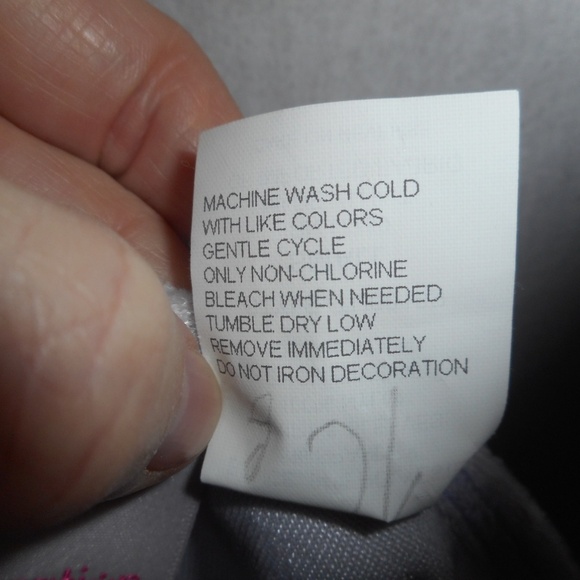 MACHINE WASH COLD
WITH LIKE COLORS
GENTLE CYCLE
ONLY NON-CHLORINE
BLEACH WHEN NEEDED
TUMBLE DRY LOW
REMOVE IMMEDIATELY
DO NOT IRON DECORATION